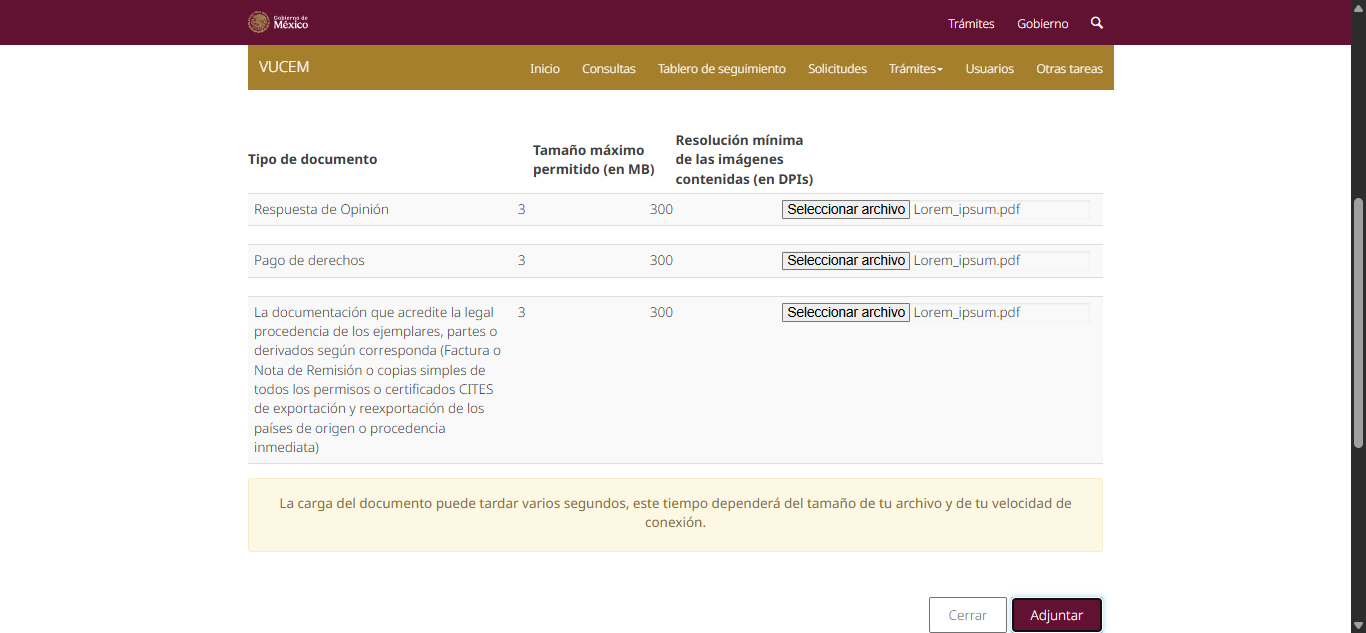 Gobierno de
México
Trámites
Gobierno
VUCEM
Inicio
Consultas
Tablero de seguimiento
Solicitudes
Trámites
Usuarios
Otras tareas
Tipo de documento
Tamaño máximo
permitido (en MB)
Resolución mínima
de las imágenes
contenidas (en DPIs)
Respuesta de Opinión
3
300
Seleccionar archivo
Lorem_ipsum.pdf
Pago de derechos
3
300
Seleccionar archivo
Lorem_ipsum.pdf
La documentación que acredite la legal
procedencia de los ejemplares, partes o
derivados según corresponda (Factura o
Nota de Remisión o copias simples de
todos los permisos o certificados CITES
de exportación y reexportación de los
países de origen o procedencia
inmediata)
3
300
Seleccionar archivo
Lorem_ipsum.pdf
La carga del documento puede tardar varios segundos, este tiempo dependerá del tamaño de tu archivo y de tu velocidad de
conexión.
Cerrar
Adjuntar